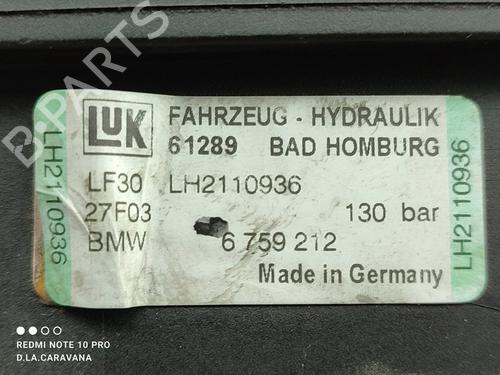 B-PARTS
LUK
FAHRZEUG - HYDRAULIK
61289 BAD HOMBURG
LH2110936
LF30 LH2110936
27F03 130 bar
BMW 6 759 212
Made in Germany
LH2110936
REDMI NOTE 10 PRO
D.LA.CARAVANA